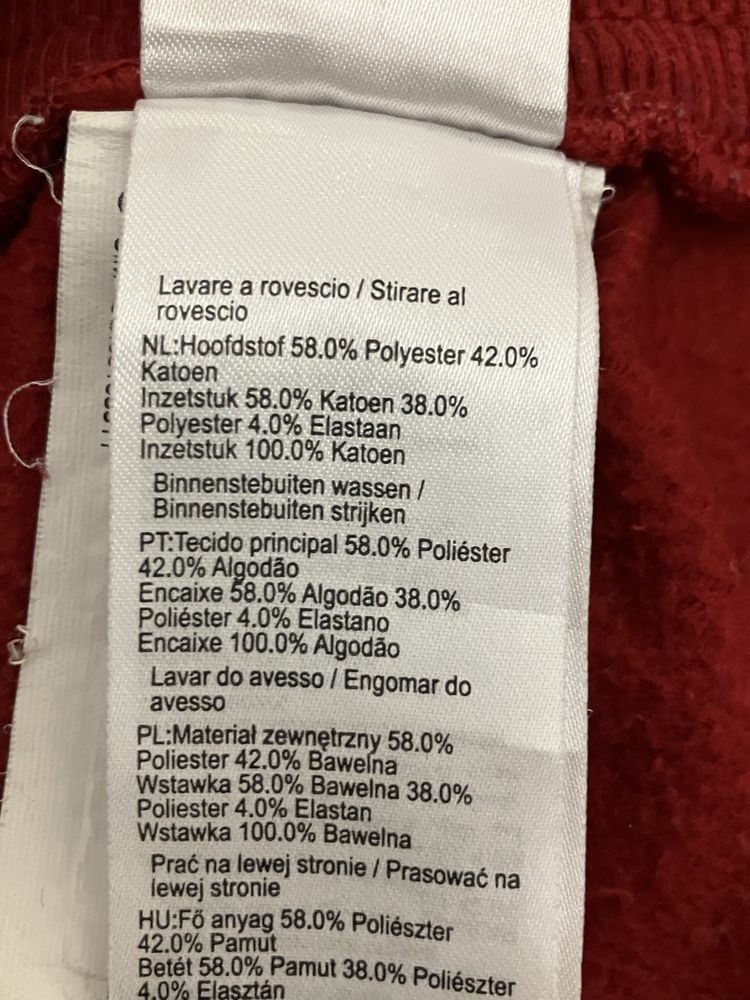 Lavare a rovescio / Stirare al
rovescio
NL:Hoofdstof 58.0% Polyester 42.0%
Katoen
Inzetstuk 58.0% Katoen 38.0%
Polyester 4.0% Elastaan
Inzetstuk 100.0% Katoen
Binnenstebuiten wassen /
Binnenstebuiten strijken
PT:Tecido principal 58.0% Poliéster
42.0% Algodão
Encaixe 58.0% Algodão 38.0%
Poliéster 4.0% Elastano
Encaixe 100.0% Algodão
Lavar do avesso / Engomar do
avesso
PL:Materiał zewnętrzny 58.0%
Poliester 42.0% Bawełna
Wstawka 58.0% Bawełna 38.0%
Poliester 4.0% Elastan
Wstawka 100.0% Bawełna
Prać na lewej stronie / Prasować na
lewej stronie
HU:Fő anyag 58.0% Poliészter
42.0% Pamut
Betét 58.0% Pamut 38.0% Poliészter
4.0% Elasztán